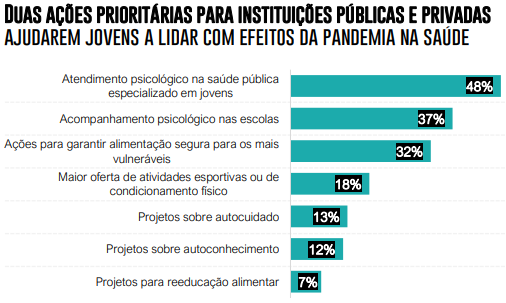 DUAS AÇÕES PRIORITÁRIAS PARA INSTITUIÇÕES PÚBLICAS E PRIVADAS
AJUDAREM JOVENS A LIDAR COM EFEITOS DA PANDEMIA NA SAÚDE
Atendimento psicológico na saúde pública
especializado em jovens
48%
Acompanhamento psicológico nas escolas
37%
Ações para garantir alimentação segura para os mais
vulneráveis
32%
Maior oferta de atividades esportivas ou de
condicionamento físico
18%
Projetos sobre autocuidado
13%
Projetos sobre autoconhecimento
12%
Projetos para reeducação alimentar
7%